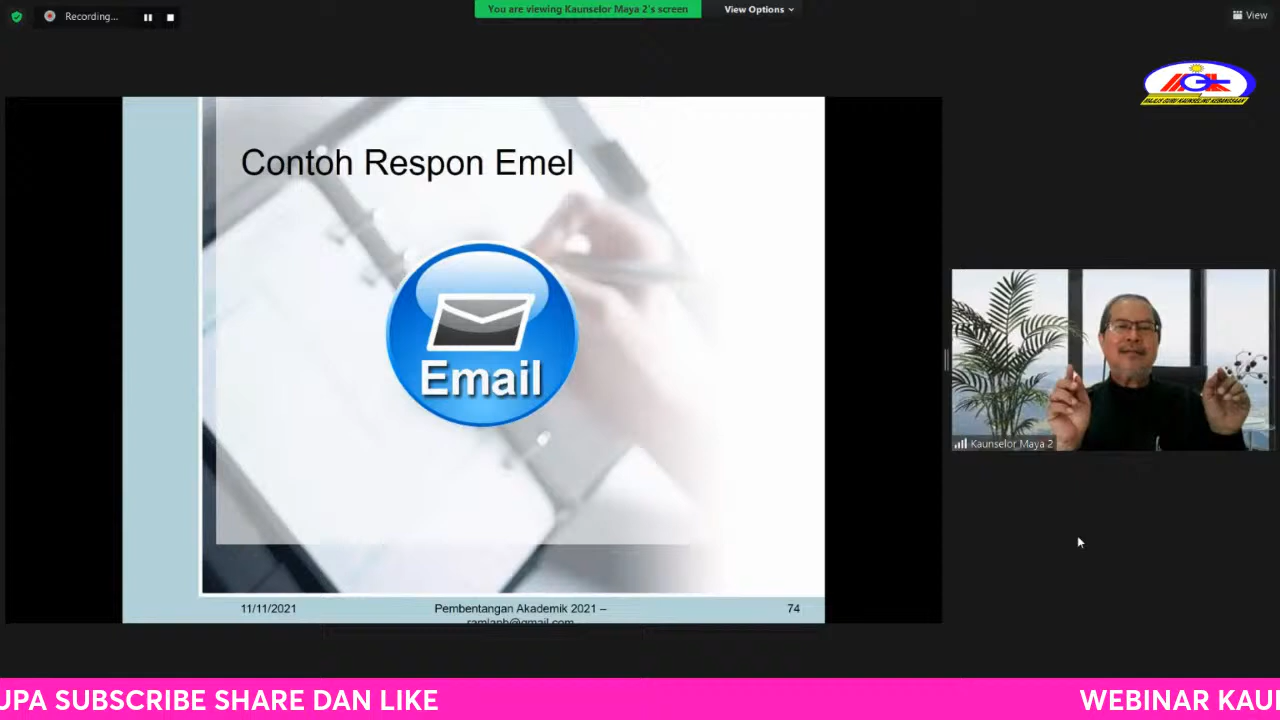 Recording...
You are viewing Kaunselor Maya 2's screen
View Options
View
Contoh Respon Emel
Email
Kaunselor Maya 2
11/11/2021
Pembentangan Akademik 2021 –
74
UPA SUBSCRIBE SHARE DAN LIKE
WEBINAR KAU